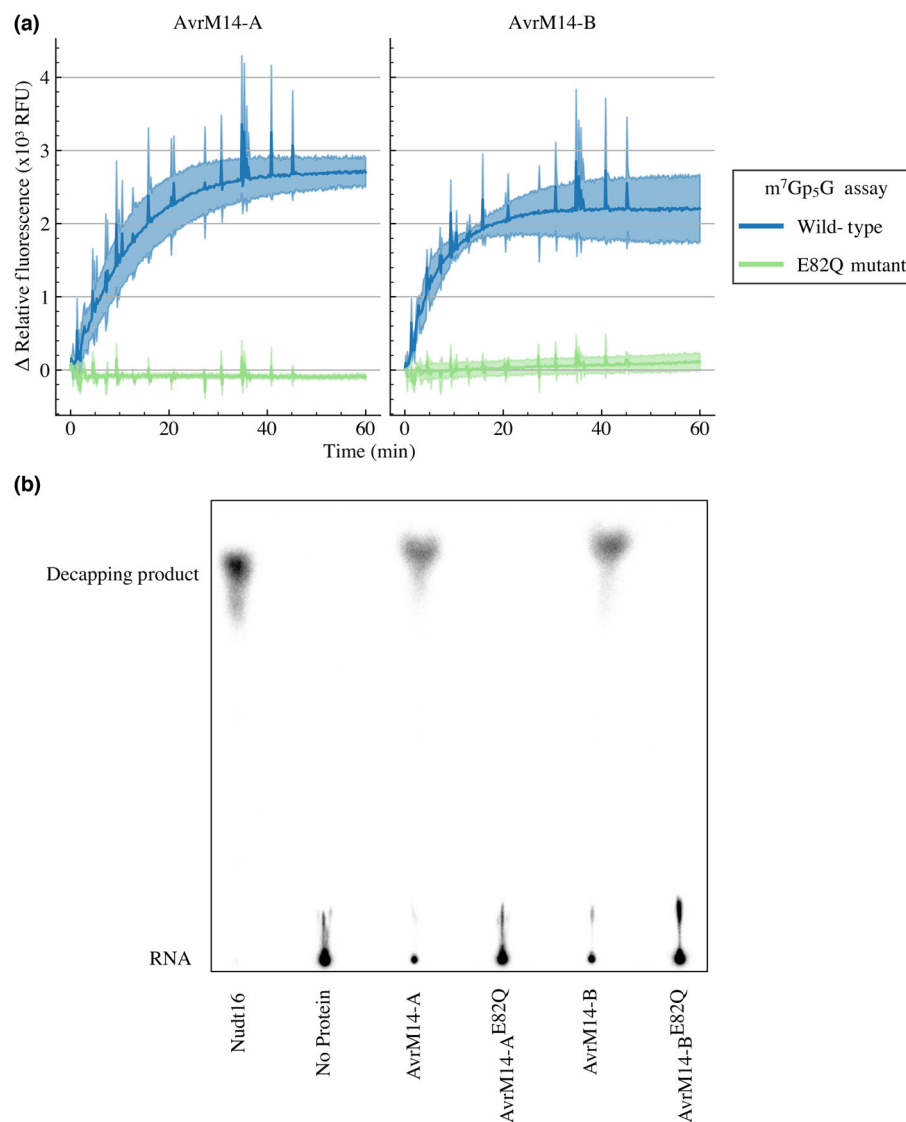 (a)
AvrM14-A
AvrM14-B
Δ Relative fluorescence (x10³ RFU)
4
3
2
1
0
0
20
40
60
0
20
40
60
Time (min)
m⁷Gp₅G assay
Wild- type
E82Q mutant
(b)
Decapping product
RNA
Nudt16
No Protein
AvrM14-A
AvrM14-A^E82Q
AvrM14-B
AvrM14-B^E82Q